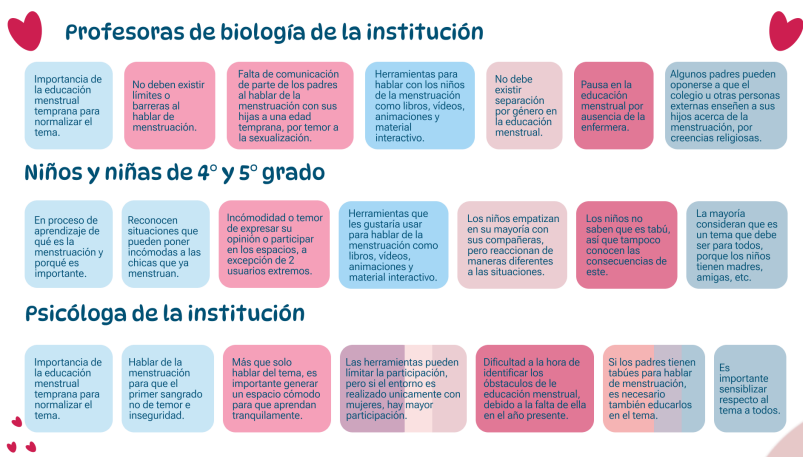 Profesoras de biología de la institución
Importancia de
la educación
menstrual
temprana para
normalizar el
tema.
No deben existir
límites o
barreras al
hablar de
menstruación.
Falta de comunicación
de parte de los padres
al hablar de la
menstruación con sus
hijas a una edad
temprana, por temor a
la sexualización.
Herramientas para
hablar con los niños
de la menstruación
como libros, vídeos,
animaciones y
material
interactivo.
No debe
existir
separación
por género en
la educación
menstrual.
Pausa en la
educación
menstrual por
ausencia de la
enfermera.
Algunos padres pueden
oponerse a que el
colegio u otras personas
externas enseñen a sus
hijos acerca de la
menstruación, por
creencias religiosas.
Niños y niñas de 4° y 5° grado
En proceso de
aprendizaje de
qué es la
menstruación y
porqué es
importante.
Reconocen
situaciones que
pueden poner
incómodas a las
chicas que ya
menstruan.
Incómodidad o temor
de expresar su
opinión o participar
en los espacios, a
excepción de 2
usuarios extremos.
Herramientas que
les gustaría usar
para hablar de la
menstruación como
libros, vídeos,
animaciones y
material interactivo.
Los niños empatizan
en su mayoría con
sus compañeras,
pero reaccionan de
maneras diferentes
a las situaciones.
Los niños no
saben que es tabú,
así que tampoco
conocen las
consecuencias de
este.
La mayoría
consideran que es
un tema que debe
ser para todos,
porque los niños
tienen madres,
amigas, etc.
Psicóloga de la institución
Importancia de
la educación
menstrual
temprana para
normalizar el
tema.
Hablar de la
menstruación
para que el
primer sangrado
no de temor e
inseguridad.
Más que solo
hablar del tema, es
importante generar
un espacio cómodo
para que aprendan
tranquilamente.
Las herramientas pueden
limitar la participación,
pero si el entorno es
realizado unicamente con
mujeres, hay mayor
participación.
Dificultad a la hora de
identificar los
óbstaculos de le
educación menstrual,
debido a la falta de ella
en el año presente.
Si los padres tienen
tabúes para hablar
de menstruación,
es necesario
también educarlos
en el tema.
Es
importante
sensiblizar
respecto al
tema a todos.